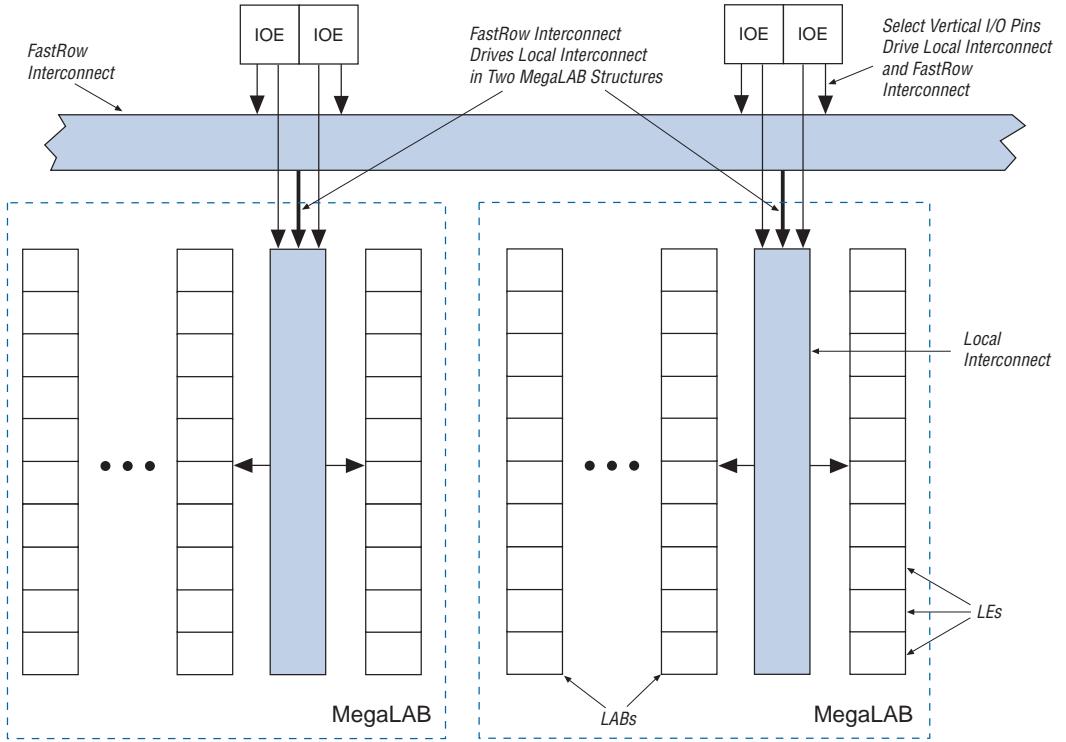 IOE IOE
IOE IOE
FastRow
Interconnect
FastRow Interconnect
Drives Local Interconnect
in Two MegaLAB Structures
Select Vertical I/O Pins
Drive Local Interconnect
and FastRow
Interconnect
Local
Interconnect
LEs
LABs
MegaLAB
MegaLAB